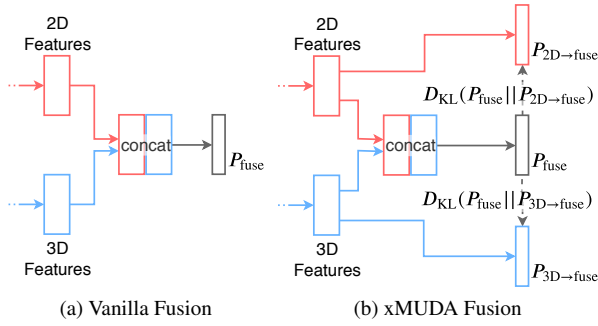 2D
Features
concat
P_fuse
3D
Features
(a) Vanilla Fusion
2D
Features
P_2D→fuse
D_KL(P_fuse||P_2D→fuse)
concat
P_fuse
D_KL(P_fuse||P_3D→fuse)
3D
Features
P_3D→fuse
(b) xMUDA Fusion